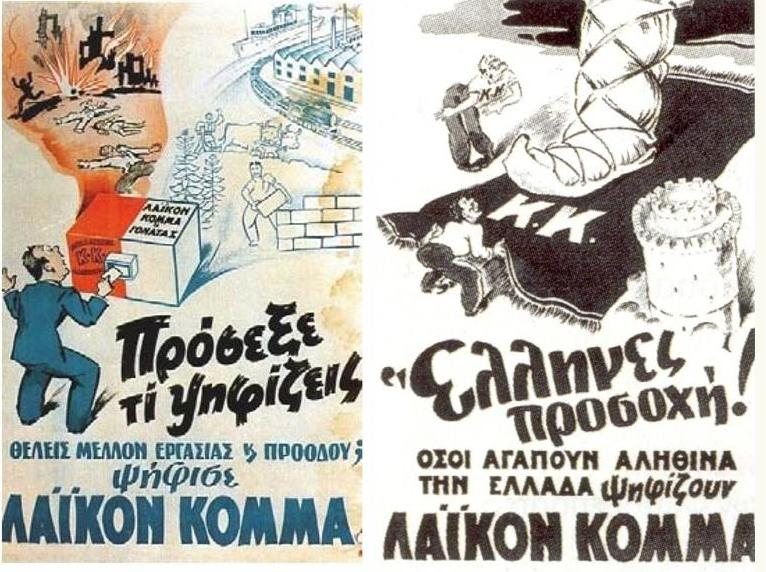 ΛΑΪΚΟΝ
ΚΟΜΜΑ
ΓΟΝΑΤΑΣ
Κ·Κ·
Πρόσεξε
τί ψηφίζεις
ΘΕΛΕΙΣ ΜΕΛΛΟΝ ΕΡΓΑΣΙΑΣ ϗ ΠΡΟΟΔΟΥ;
ψήφισε
ΛΑΪΚΟΝ ΚΟΜΜΑ
Κ.Κ.
Κ.Κ.
Έλληνες
προσοχή!
ΟΣΟΙ ΑΓΑΠΟΥΝ ΑΛΗΘΙΝΑ
ΤΗΝ ΕΛΛΑΔΑ ψηφίζουν
ΛΑΪΚΟΝ ΚΟΜΜΑ